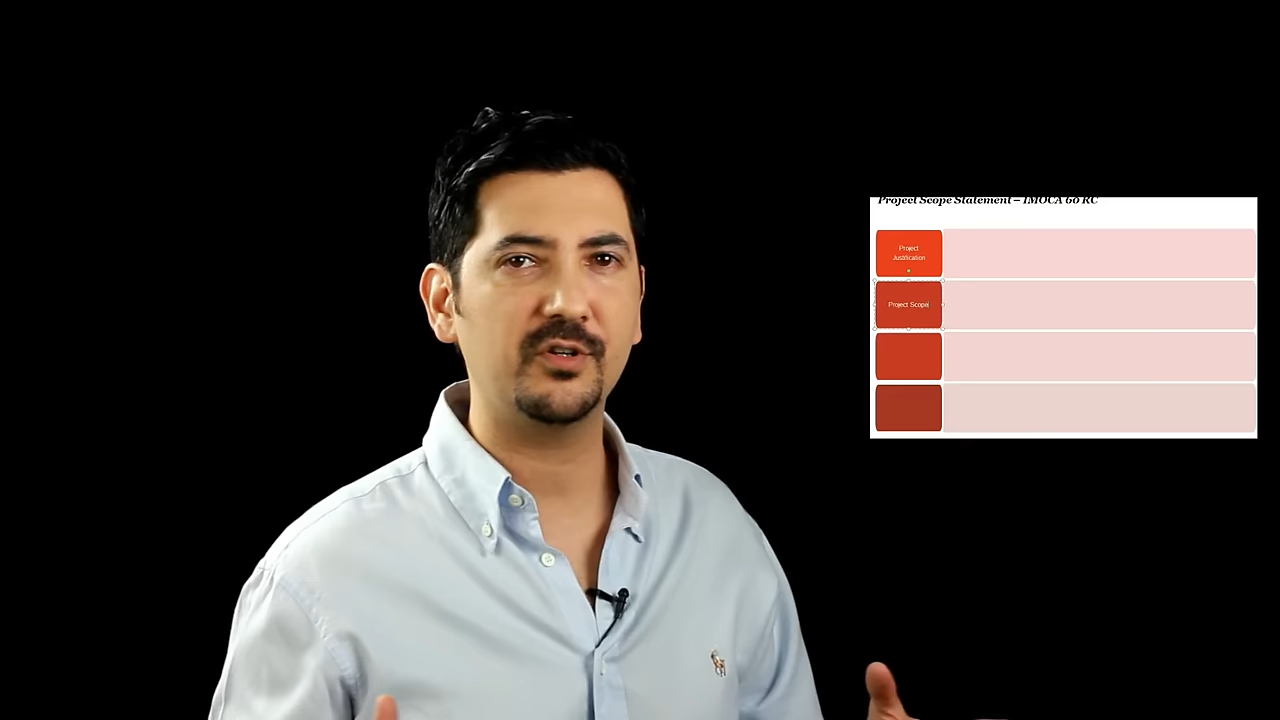 Project Scope Statement – IMOCA 60 RC
Project
Justification
Project Scope